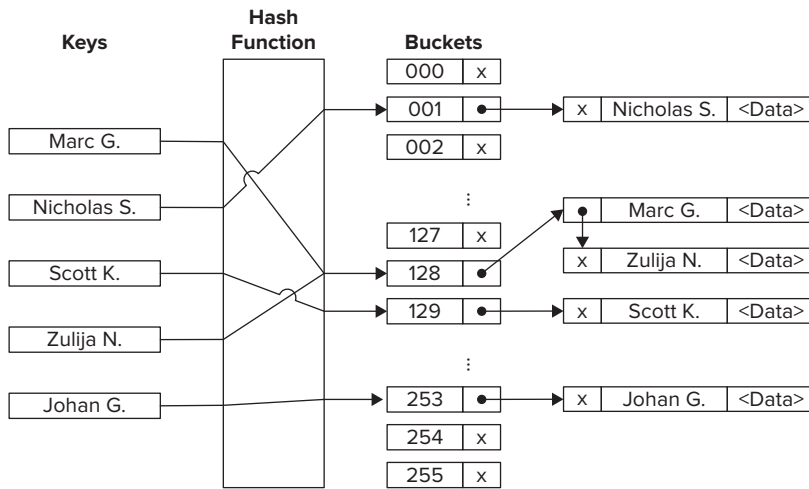 Keys
Hash
Function
Buckets
Marc G.
Nicholas S.
Scott K.
Zulija N.
Johan G.
000 x
001
002 x
⋮
127 x
128
129
⋮
253
254 x
255 x
x Nicholas S. <Data>
Marc G. <Data>
x Zulija N. <Data>
x Scott K. <Data>
x Johan G. <Data>